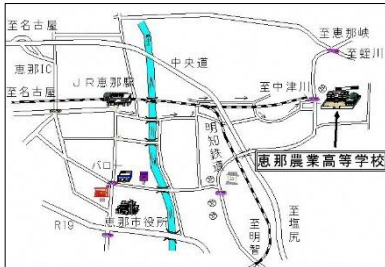 至名古屋
至恵那峡
至蛭川
恵那IC
中央道
JR恵那駅
至名古屋
至中津川
明知鉄道
恵那農業高等学校
バロー
恵那市役所
R19
至明智
至塩尻